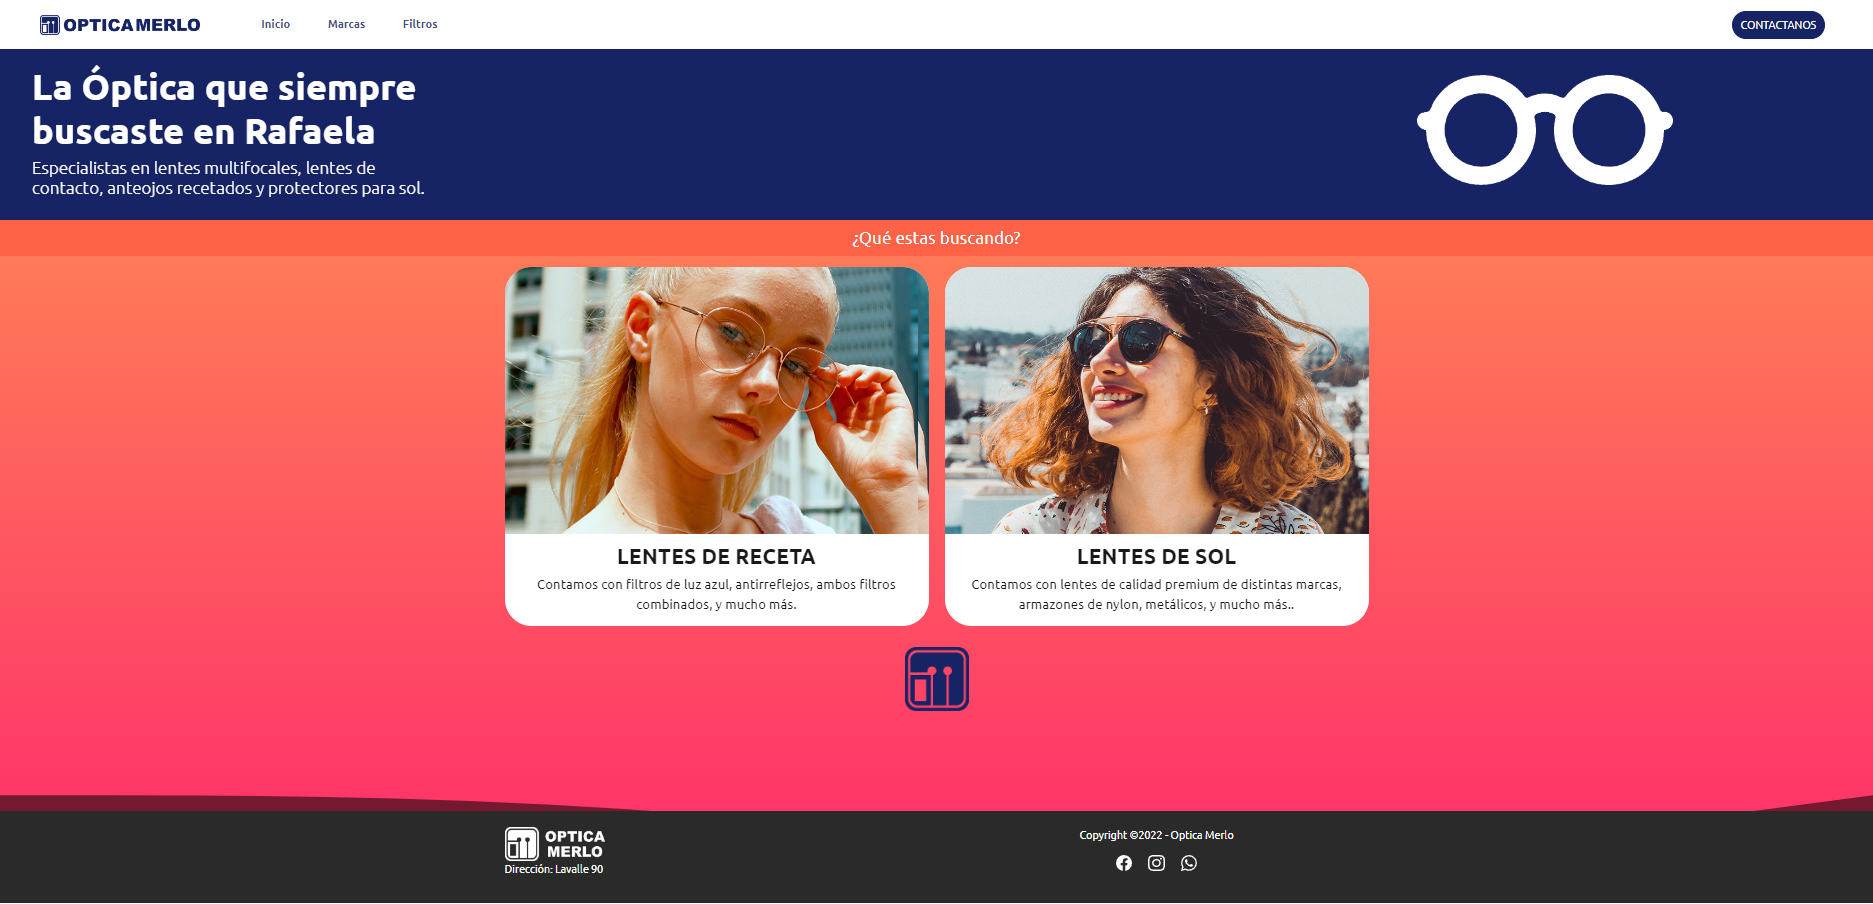 OPTICA MERLO
Inicio
Marcas
Filtros
CONTACTANOS
La Óptica que siempre
buscaste en Rafaela
Especialistas en lentes multifocales, lentes de
contacto, anteojos recetados y protectores para sol.
¿Qué estas buscando?
LENTES DE RECETA
Contamos con filtros de luz azul, antirreflejos, ambos filtros
combinados, y mucho más.
LENTES DE SOL
Contamos con lentes de calidad premium de distintas marcas,
armazones de nylon, metálicos, y mucho más..
OPTICA
MERLO
Dirección: Lavalle 90
Copyright ©2022 - Optica Merlo